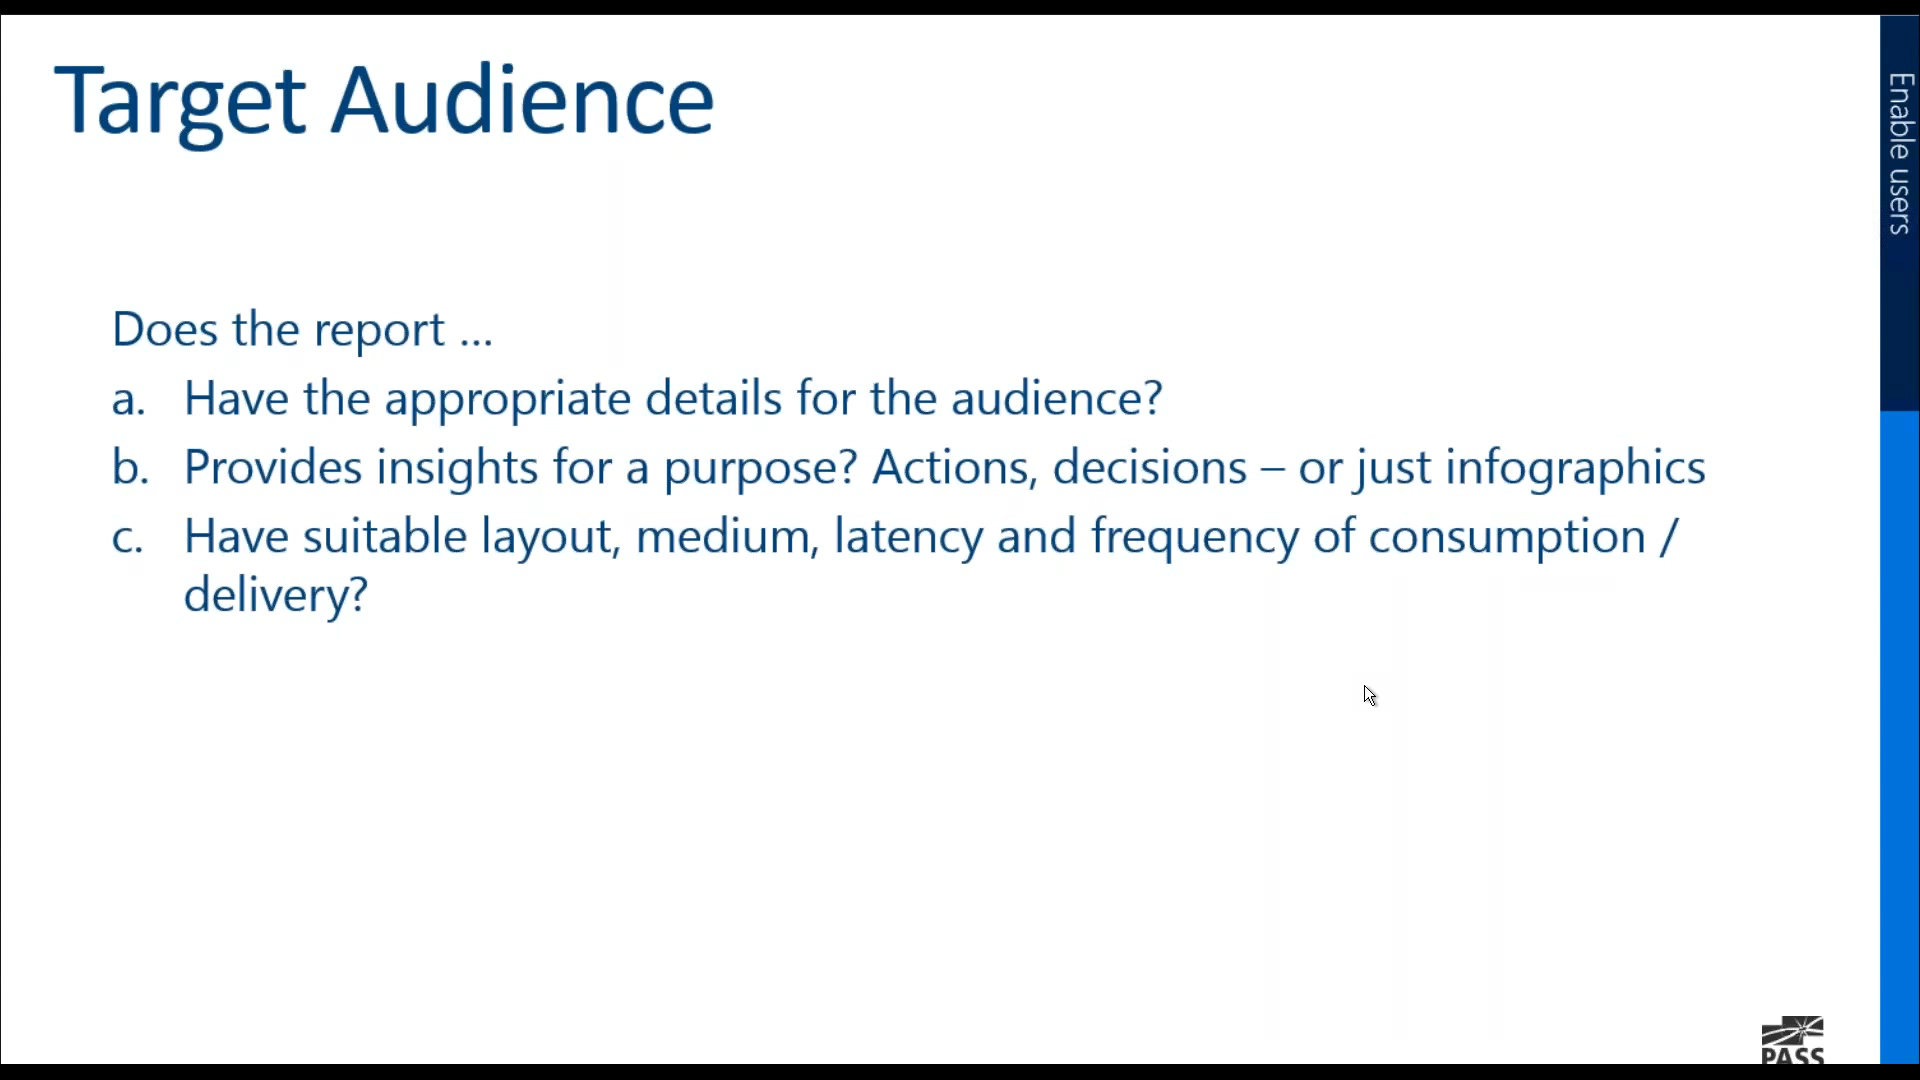 Target Audience
Enable users
Does the report ...
a. Have the appropriate details for the audience?
b. Provides insights for a purpose? Actions, decisions – or just infographics
c. Have suitable layout, medium, latency and frequency of consumption /
delivery?
PASS